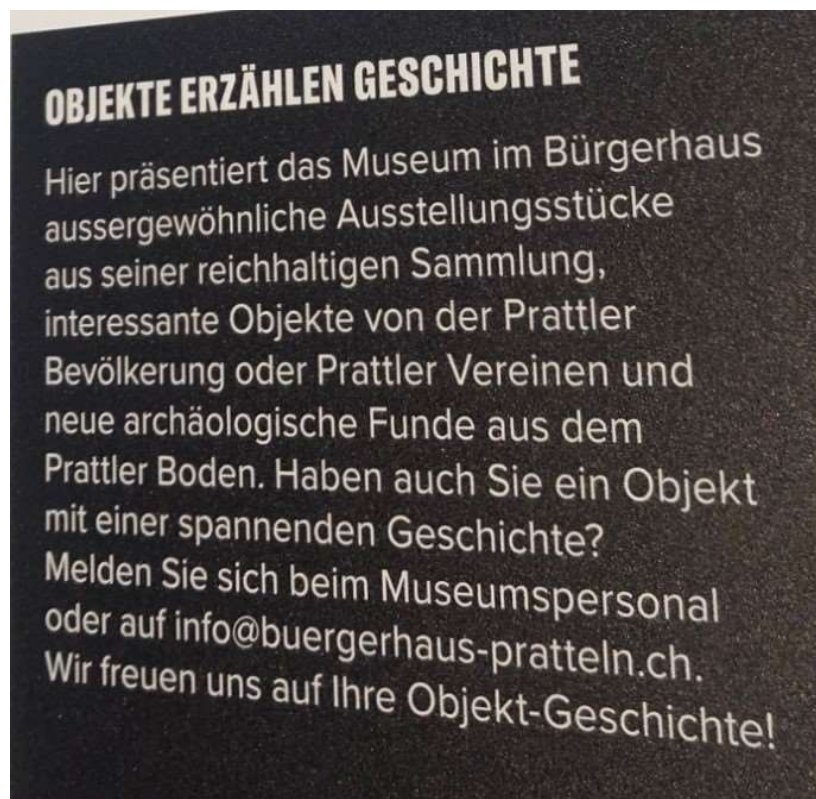 OBJEKTE ERZÄHLEN GESCHICHTE
Hier präsentiert das Museum im Bürgerhaus
aussergewöhnliche Ausstellungsstücke
aus seiner reichhaltigen Sammlung,
interessante Objekte von der Prattler
Bevölkerung oder Prattler Vereinen und
neue archäologische Funde aus dem
Prattler Boden. Haben auch Sie ein Objekt
mit einer spannenden Geschichte?
Melden Sie sich beim Museumspersonal
oder auf info@buergerhaus-pratteln.ch.
Wir freuen uns auf Ihre Objekt-Geschichte!